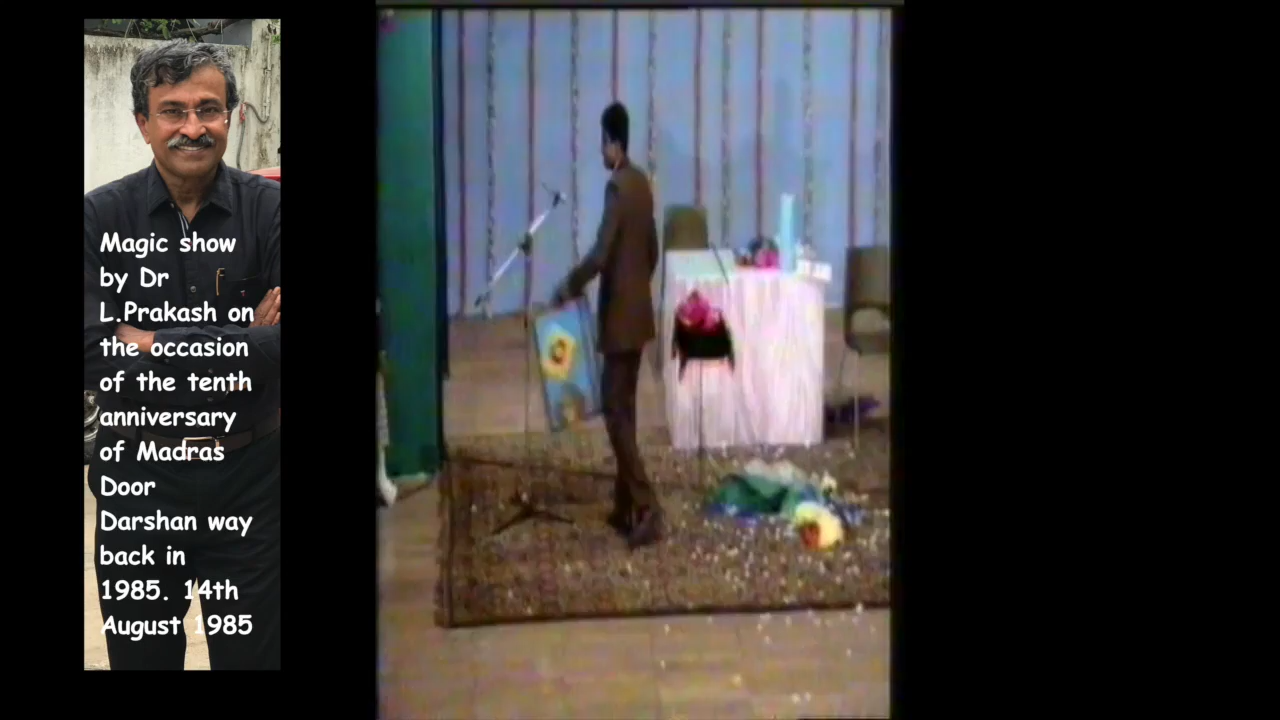 Magic show
by Dr
L.Prakash on
the occasion
of the tenth
anniversary
of Madras
Door
Darshan way
back in
1985. 14th
August 1985